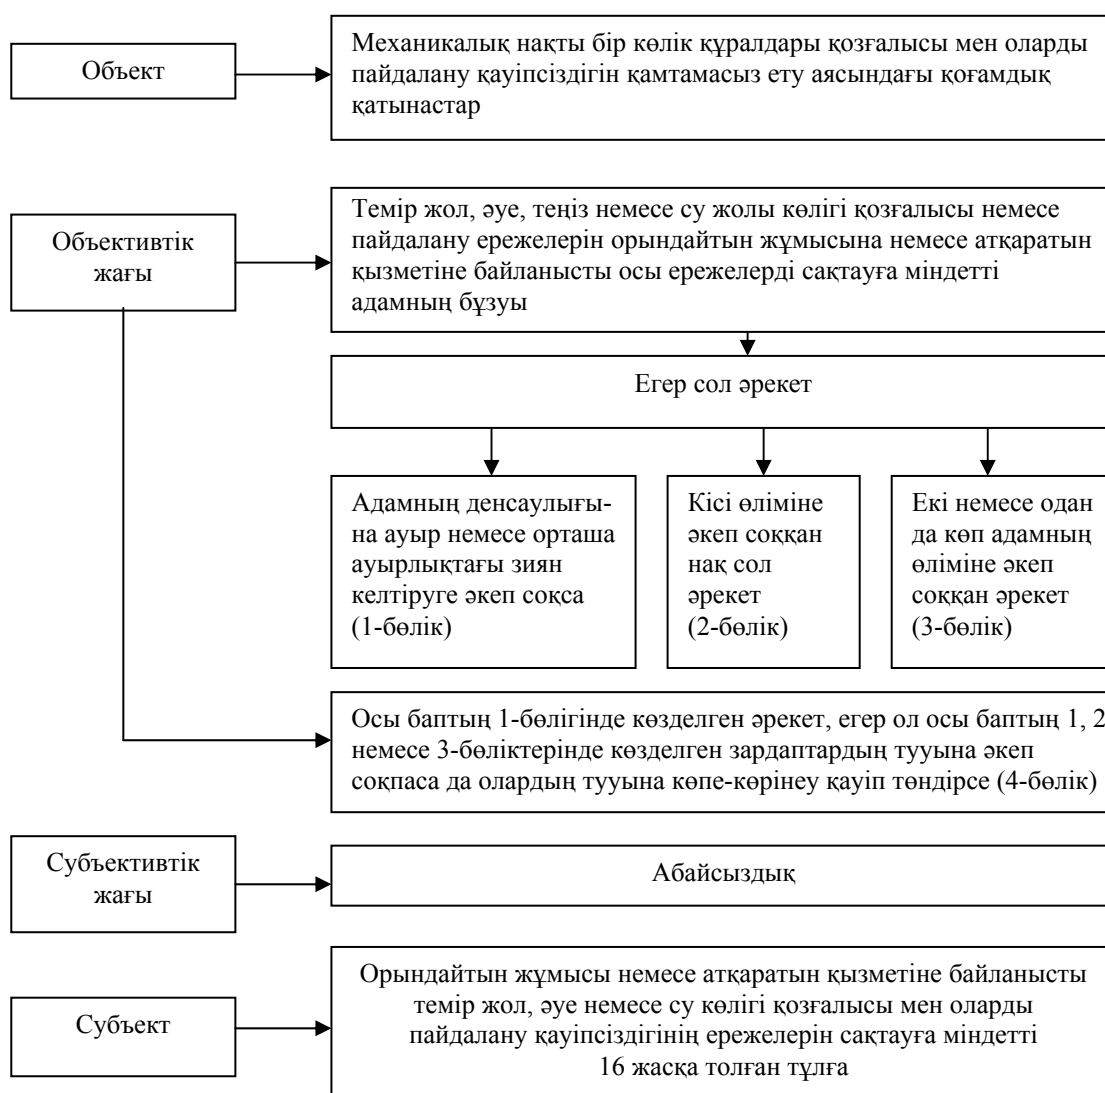 Объект
Механикалық нақты бір көлік құралдары қозғалысы мен оларды
пайдалану қауіпсіздігін қамтамасыз ету аясындағы қоғамдық
қатынастар
Объективтік
жағы
Темір жол, әуе, теңіз немесе су жолы көлігі қозғалысы немесе
пайдалану ережелерін орындайтын жұмысына немесе атқаратын
қызметіне байланысты осы ережелерді сақтауға міндетті
адамның бұзуы
Егер сол әрекет
Адамның денсаулығы-
на ауыр немесе орташа
ауырлықтағы зиян
келтіруге әкеп соқса
(1-бөлік)
Кісі өліміне
әкеп соққан
нақ сол
әрекет
(2-бөлік)
Екі немесе одан
да көп адамның
өліміне әкеп
соққан әрекет
(3-бөлік)
Осы баптың 1-бөлігінде көзделген әрекет, егер ол осы баптың 1, 2
немесе 3-бөліктерінде көзделген зардаптардың тууына әкеп
соқпаса да олардың тууына көпе-көрінеу қауіп төндірсе (4-бөлік)
Субъективтік
жағы
Абайсыздық
Субъект
Орындайтын жұмысы немесе атқаратын қызметіне байланысты
темір жол, әуе немесе су көлігі қозғалысы мен оларды
пайдалану қауіпсіздігінің ережелерін сақтауға міндетті
16 жасқа толған тұлға